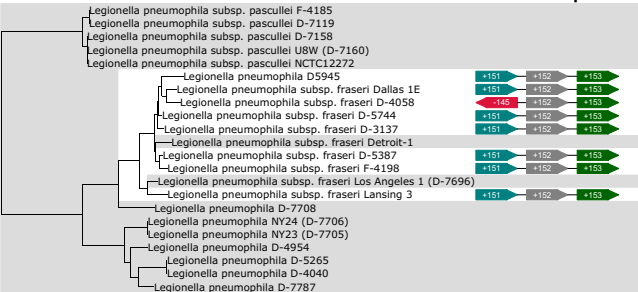 Legionella pneumophila subsp. pascullei F-4185
Legionella pneumophila subsp. pascullei D-7119
Legionella pneumophila subsp. pascullei D-7158
Legionella pneumophila subsp. pascullei U8W (D-7160)
Legionella pneumophila subsp. pascullei NCTC12272
Legionella pneumophila D5945 +151 +152 +153
Legionella pneumophila subsp. fraseri Dallas 1E +151 +152 +153
Legionella pneumophila subsp. fraseri D-4058 -145 +152 +153
Legionella pneumophila subsp. fraseri D-5744 +151 +152 +153
Legionella pneumophila subsp. fraseri D-3137 +151 +152 +153
Legionella pneumophila subsp. fraseri Detroit-1
Legionella pneumophila subsp. fraseri D-5387 +151 +152 +153
Legionella pneumophila subsp. fraseri F-4198 +151 +152 +153
Legionella pneumophila subsp. fraseri Los Angeles 1 (D-7696)
Legionella pneumophila subsp. fraseri Lansing 3 +151 +152 +153
Legionella pneumophila D-7708
Legionella pneumophila NY24 (D-7706)
Legionella pneumophila NY23 (D-7705)
Legionella pneumophila D-4954
Legionella pneumophila D-5265
Legionella pneumophila D-4040
Legionella pneumophila D-7787